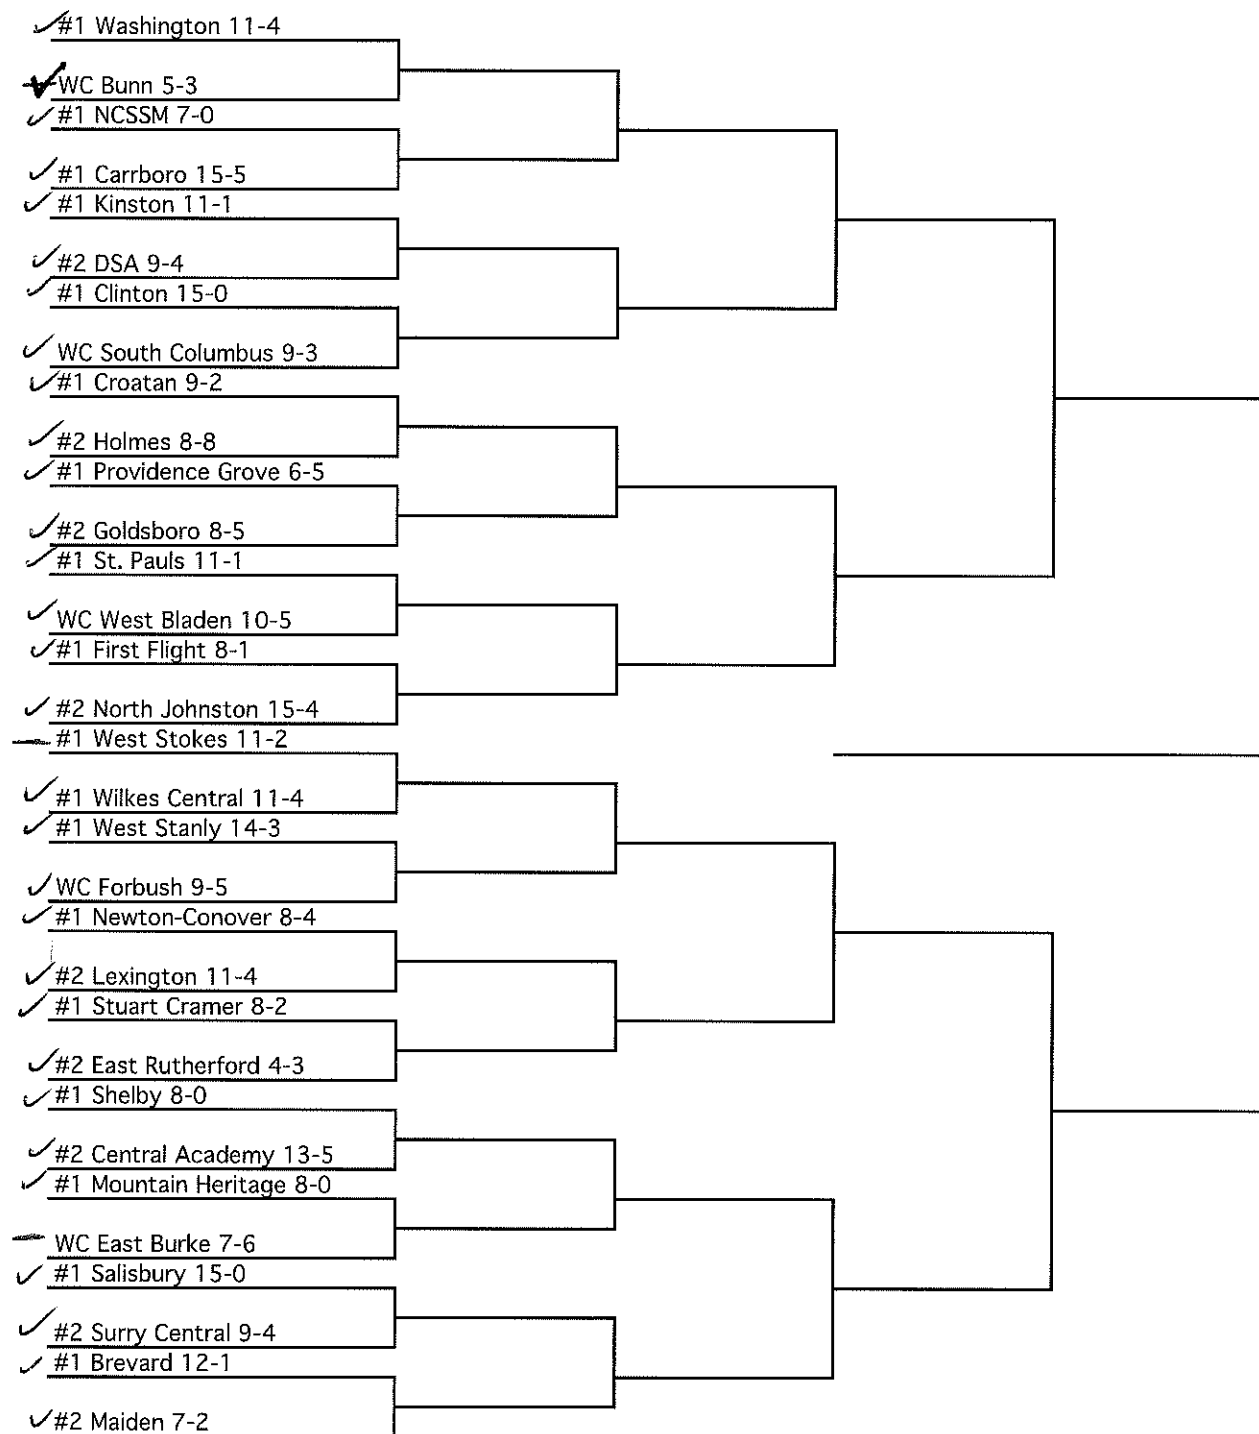 #1 Washington 11-4
WC Bunn 5-3
#1 NCSSM 7-0
#1 Carrboro 15-5
#1 Kinston 11-1
#2 DSA 9-4
#1 Clinton 15-0
WC South Columbus 9-3
#1 Croatan 9-2
#2 Holmes 8-8
#1 Providence Grove 6-5
#2 Goldsboro 8-5
#1 St. Pauls 11-1
WC West Bladen 10-5
#1 First Flight 8-1
#2 North Johnston 15-4
#1 West Stokes 11-2
#1 Wilkes Central 11-4
#1 West Stanly 14-3
WC Forbush 9-5
#1 Newton-Conover 8-4
#2 Lexington 11-4
#1 Stuart Cramer 8-2
#2 East Rutherford 4-3
#1 Shelby 8-0
#2 Central Academy 13-5
#1 Mountain Heritage 8-0
WC East Burke 7-6
#1 Salisbury 15-0
#2 Surry Central 9-4
#1 Brevard 12-1
#2 Maiden 7-2